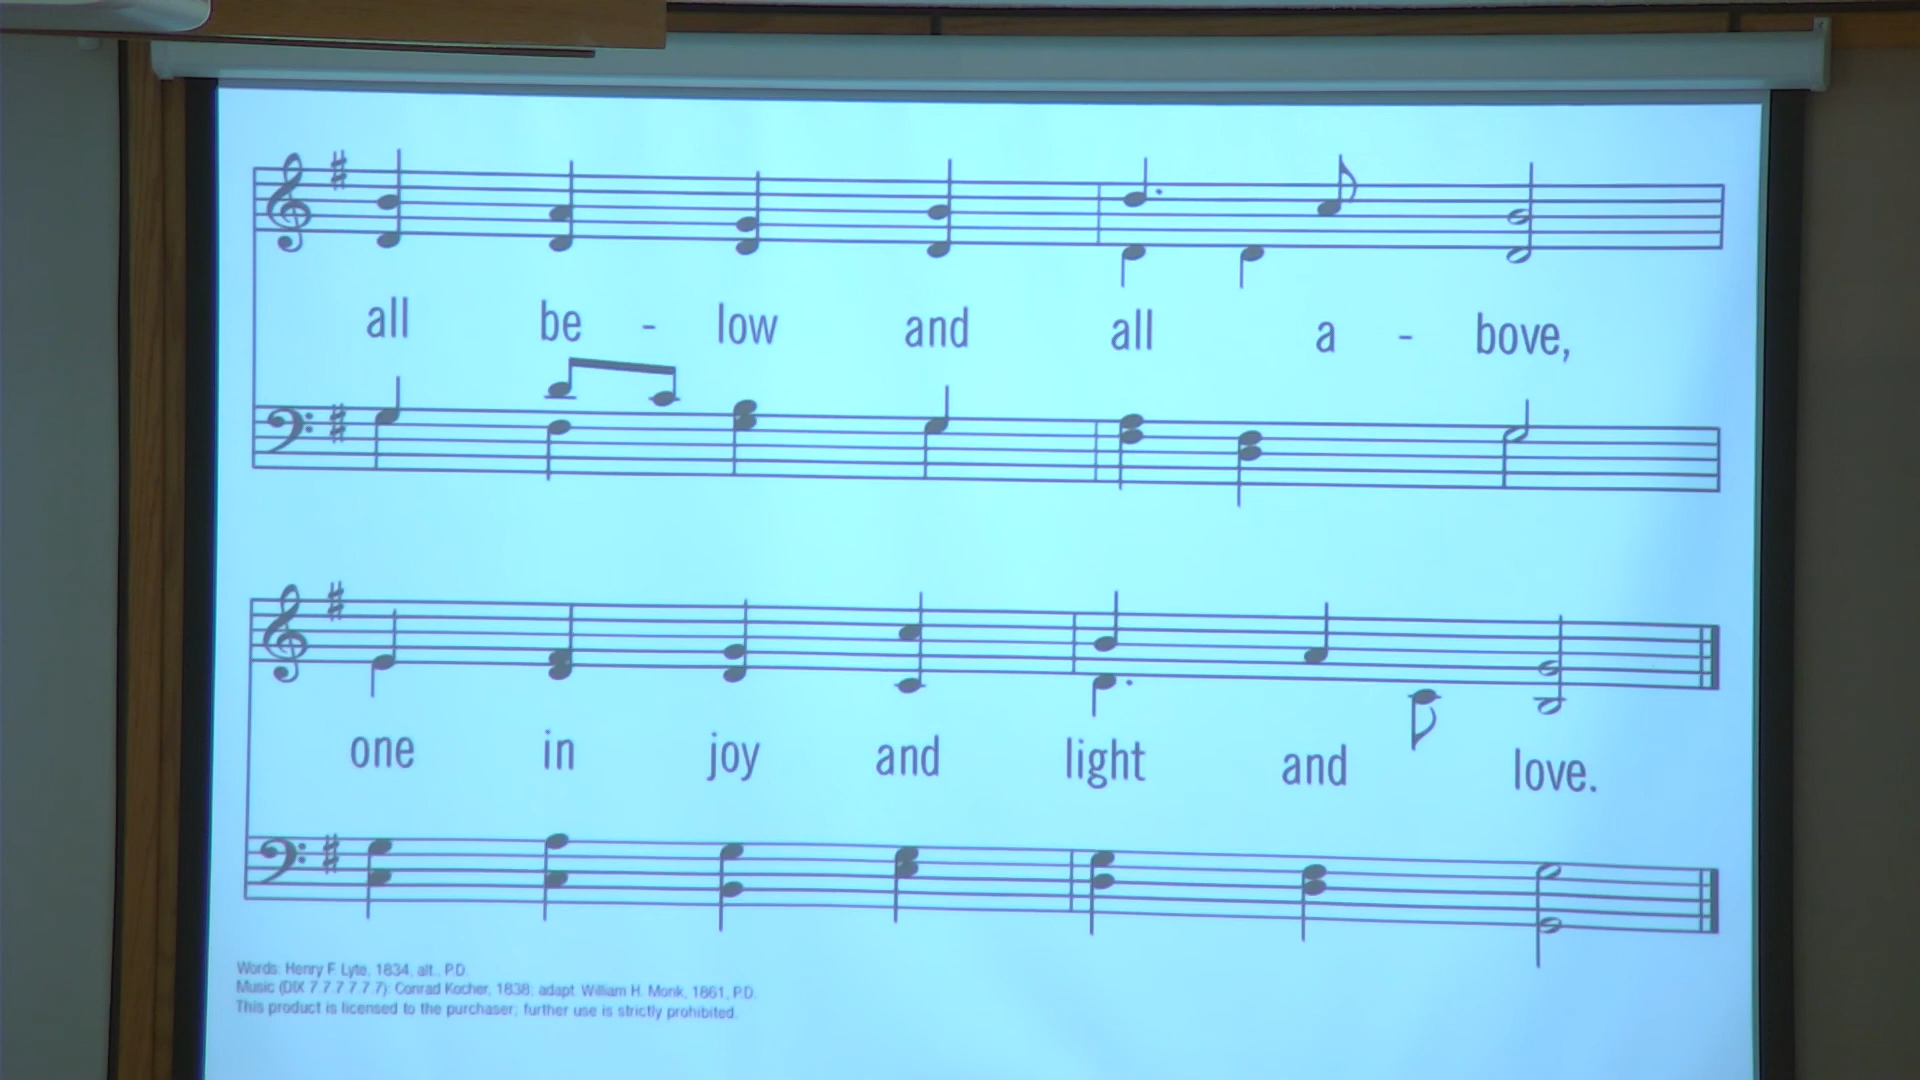 all be - low and all a - bove,
one in joy and light and love.
Words: Henry F. Lyte, 1834, alt., P.D.
Music (DIX 7.7.7.7.7.7): Conrad Kocher, 1838; adapt. William H. Monk, 1861, P.D.
This product is licensed to the purchaser; further use is strictly prohibited.